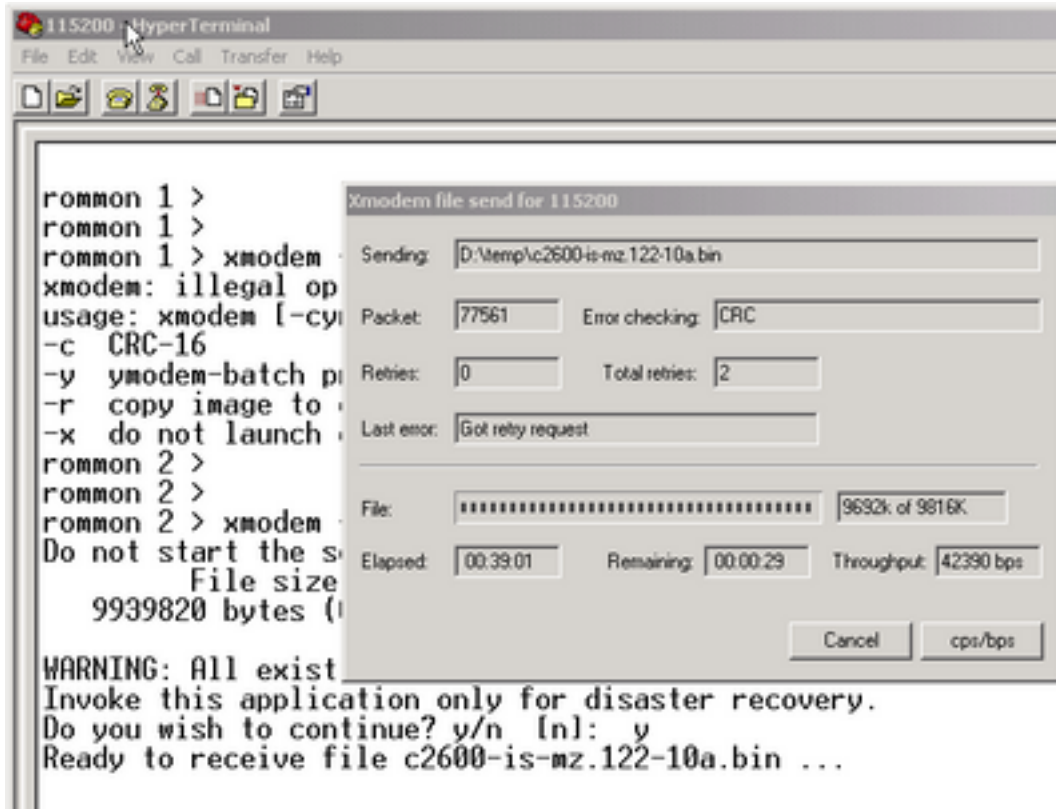 115200 - HyperTerminal
File Edit View Call Transfer Help
rommon 1 >
rommon 1 >
rommon 1 > xmodem -
xmodem: illegal op
usage: xmodem [-cy
-c CRC-16
-y ymodem-batch p
-r copy image to
-x do not launch
rommon 2 >
rommon 2 >
rommon 2 > xmodem -
Do not start the s
File size
9939820 bytes (
WARNING: All exist
Invoke this application only for disaster recovery.
Do you wish to continue? y/n [n]: y
Ready to receive file c2600-is-mz.122-10a.bin ...
Xmodem file send for 115200
Sending: D:\temp\c2600-is-mz.122-10a.bin
Packet: 77561 Error checking: CRC
Retries: 0 Total retries: 2
Last error: Got retry request
File: 9692k of 9816K
Elapsed: 00:39:01 Remaining: 00:00:29 Throughput: 42390 bps
Cancel cps/bps